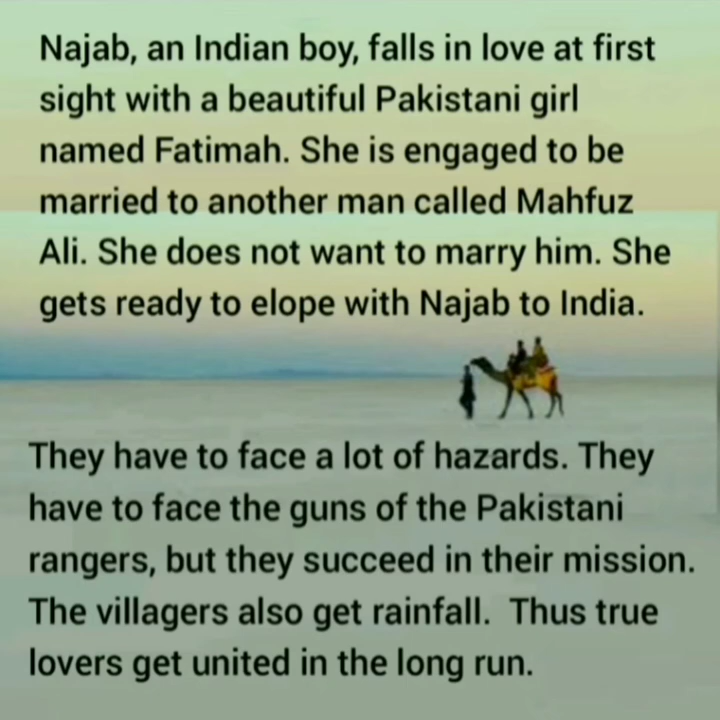 Najab, an Indian boy, falls in love at first
sight with a beautiful Pakistani girl
named Fatimah. She is engaged to be
married to another man called Mahfuz
Ali. She does not want to marry him. She
gets ready to elope with Najab to India.
They have to face a lot of hazards. They
have to face the guns of the Pakistani
rangers, but they succeed in their mission.
The villagers also get rainfall.  Thus true
lovers get united in the long run.